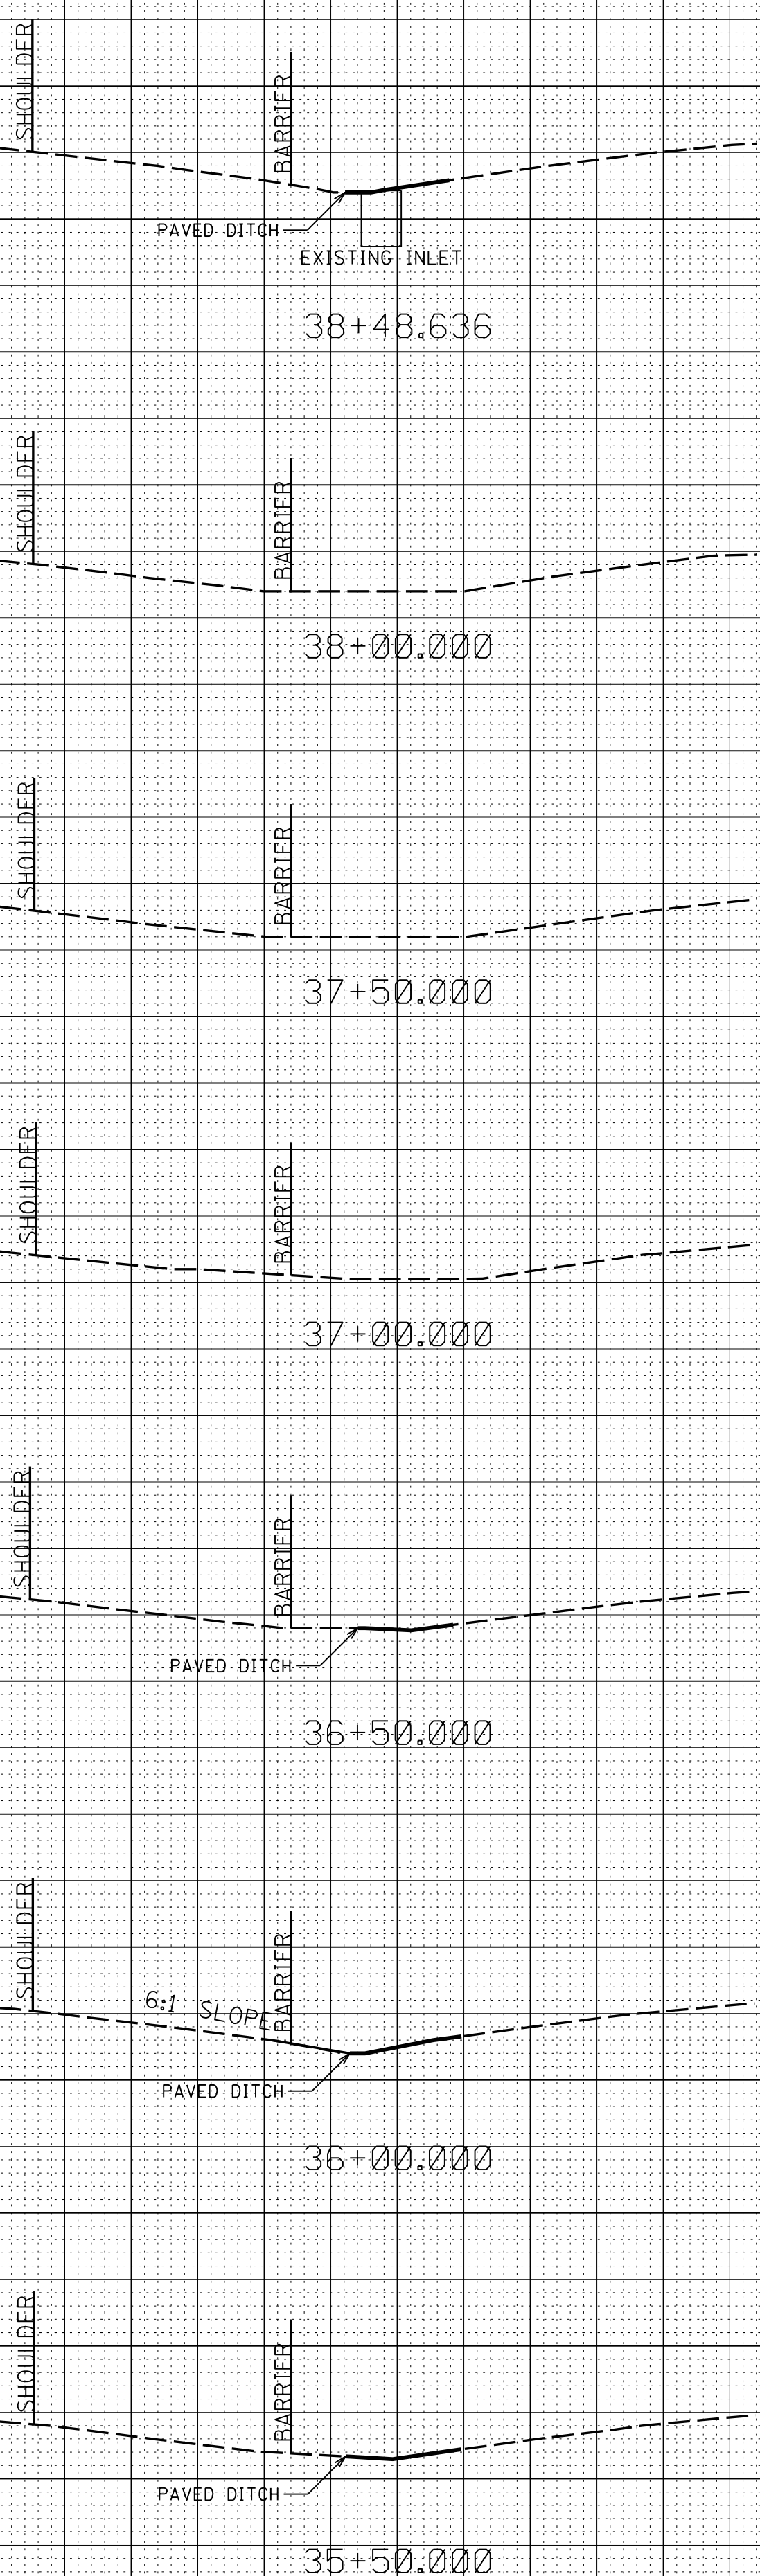 SHOULDER
BARRIER
PAVED DITCH
EXISTING INLET
38+48.636
SHOULDER
BARRIER
38+00.000
SHOULDER
BARRIER
37+50.000
SHOULDER
BARRIER
37+00.000
SHOULDER
BARRIER
PAVED DITCH
36+50.000
SHOULDER
BARRIER
6:1 SLOPE
PAVED DITCH
36+00.000
SHOULDER
BARRIER
PAVED DITCH
35+50.000